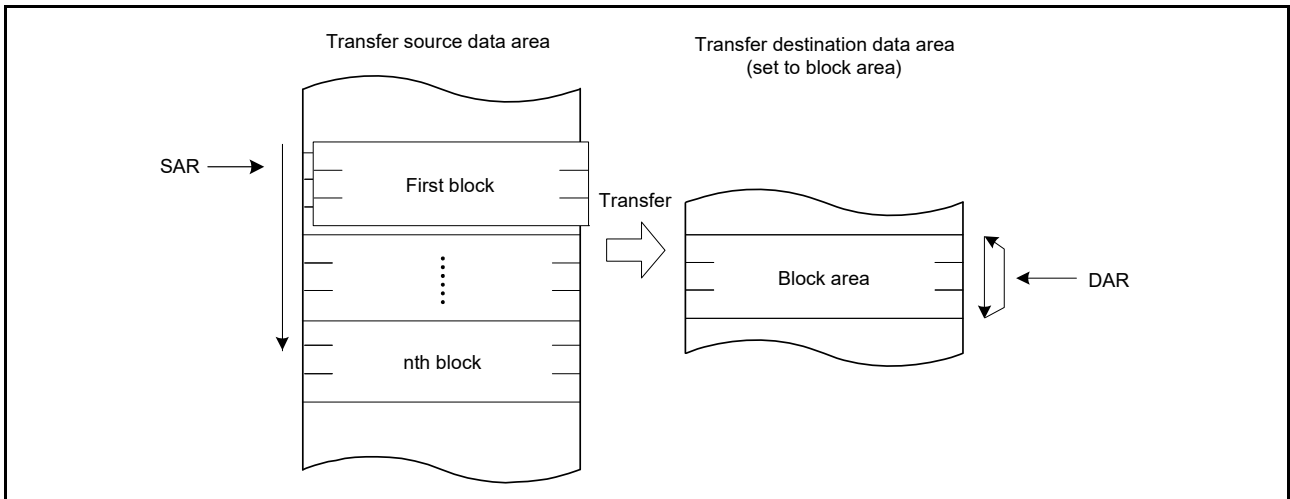 Transfer source data area
Transfer destination data area
(set to block area)
SAR
First block
Transfer
Block area
DAR
nth block